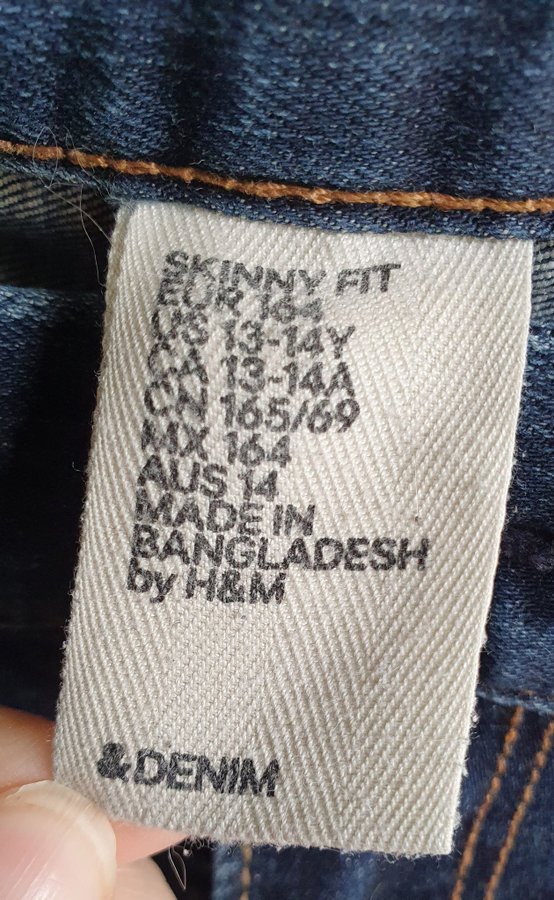 SKINNY FIT
EUR 164
US 13-14Y
CA 13-14A
CN 165/69
MX 164
AUS 14
MADE IN
BANGLADESH
by H&M
&DENIM